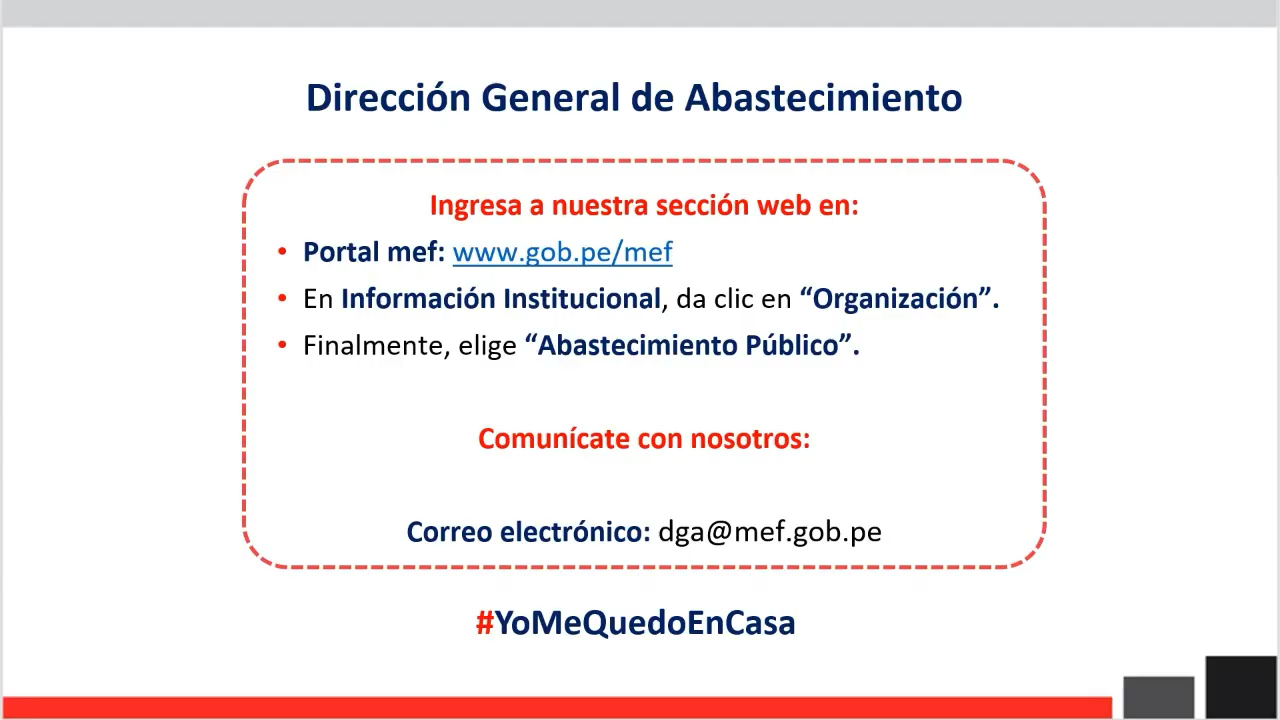 Dirección General de Abastecimiento
Ingresa a nuestra sección web en:
• Portal mef: www.gob.pe/mef
• En Información Institucional, da clic en “Organización”.
• Finalmente, elige “Abastecimiento Público”.
Comunícate con nosotros:
Correo electrónico: dga@mef.gob.pe
#YoMeQuedoEnCasa